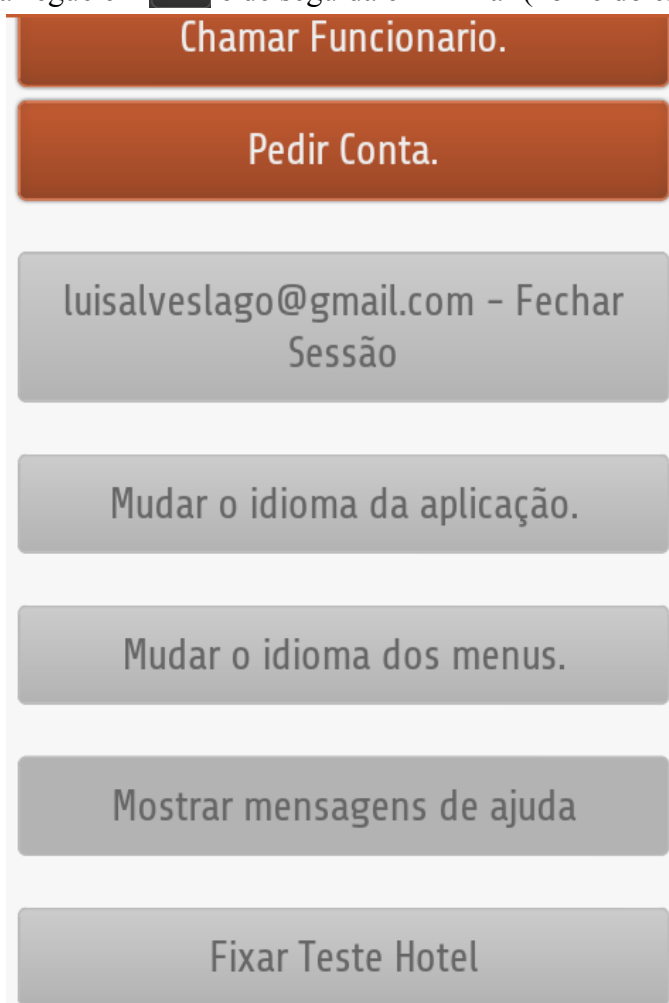 Chamar Funcionario.
Pedir Conta.
luisalveslago@gmail.com - Fechar
Sessão
Mudar o idioma da aplicação.
Mudar o idioma dos menus.
Mostrar mensagens de ajuda
Fixar Teste Hotel